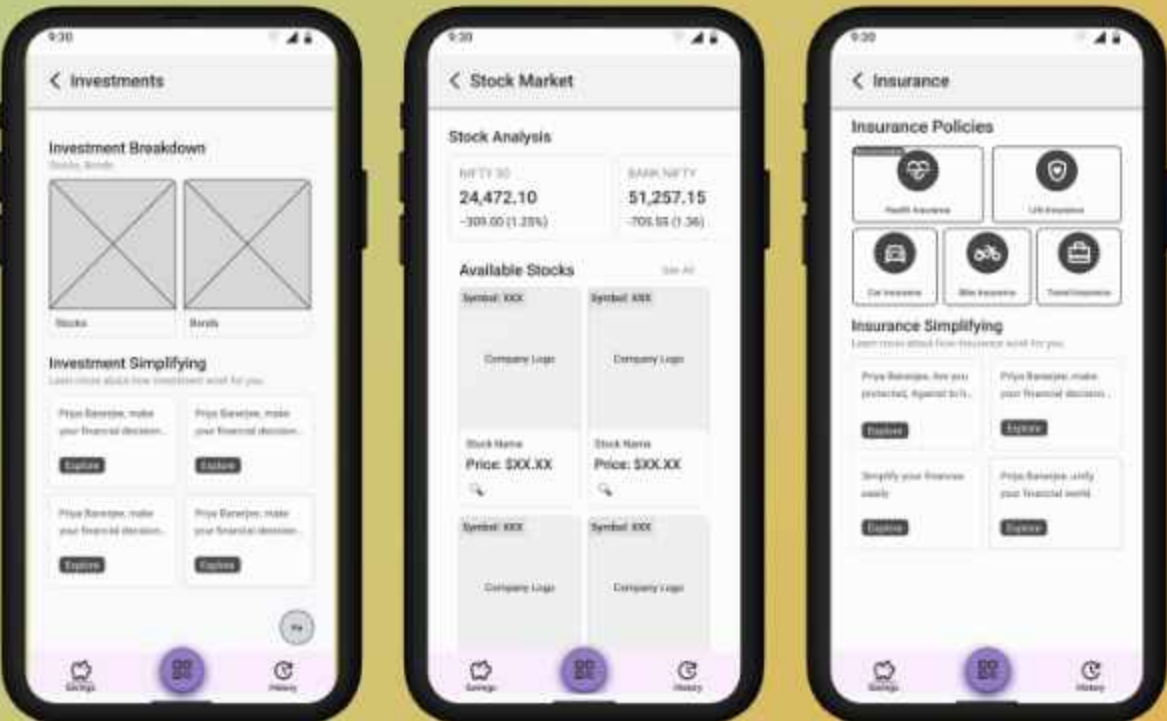 9:30
Investments
Investment Breakdown
Stocks, Bonds
Stocks
Bonds
Investment Simplifying
Learn more about how investment work for you
Priya Banerjee, make
your financial decision..
Explore
Priya Banerjee, make
your financial decision..
Explore
Priya Banerjee, make
your financial decision..
Explore
Priya Banerjee, make
your financial decision..
Explore
Savings
History
9:30
Stock Market
Stock Analysis
NIFTY 50
24,472.10
-309.00 (1.25%)
BANK NIFTY
51,257.15
-705.55 (1.36)
Available Stocks
See All
Symbol: XXX
Company Logo
Stock Name
Price: $XX.XX
Symbol: XXX
Company Logo
Stock Name
Price: $XX.XX
Symbol: XXX
Company Logo
Symbol: XXX
Company Logo
Savings
History
9:30
Insurance
Insurance Policies
Health Insurance
Life Insurance
Car Insurance
Bike Insurance
Travel Insurance
Insurance Simplifying
Learn more about how insurance work for you
Priya Banerjee, Are you
protected, Against to h..
Explore
Priya Banerjee, make
your financial decision..
Explore
Simplify your finances
easily
Explore
Priya Banerjee, unify
your financial world
Explore
Savings
History